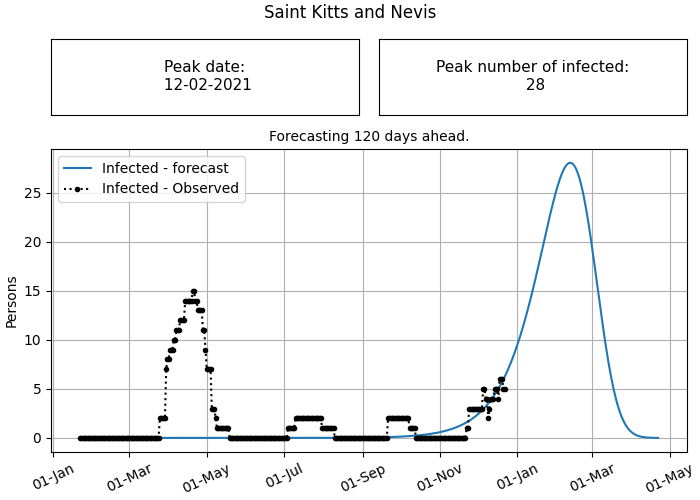 Saint Kitts and Nevis
Peak date:
12-02-2021
Peak number of infected:
28
Forecasting 120 days ahead.
Infected - forecast
Infected - Observed
Persons
25
20
15
10
5
0
01-Jan
01-Mar
01-May
01-Jul
01-Sep
01-Nov
01-Jan
01-Mar
01-May